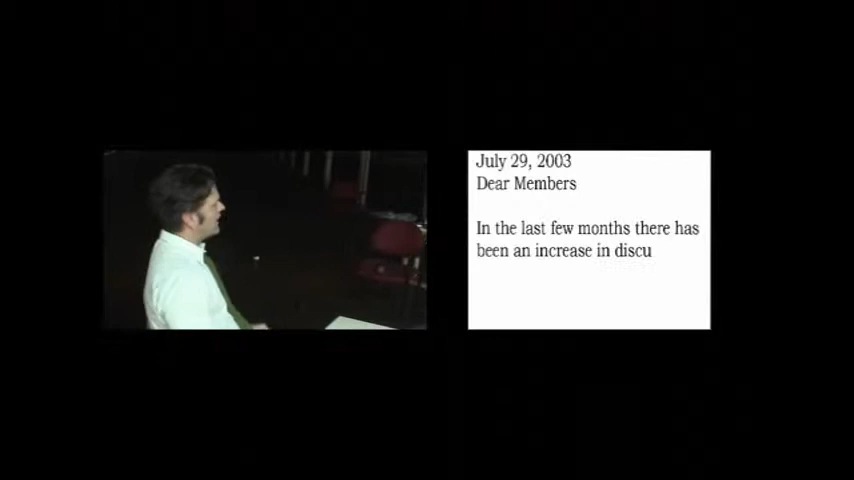 July 29, 2003
Dear Members
In the last few months there has
been an increase in discu